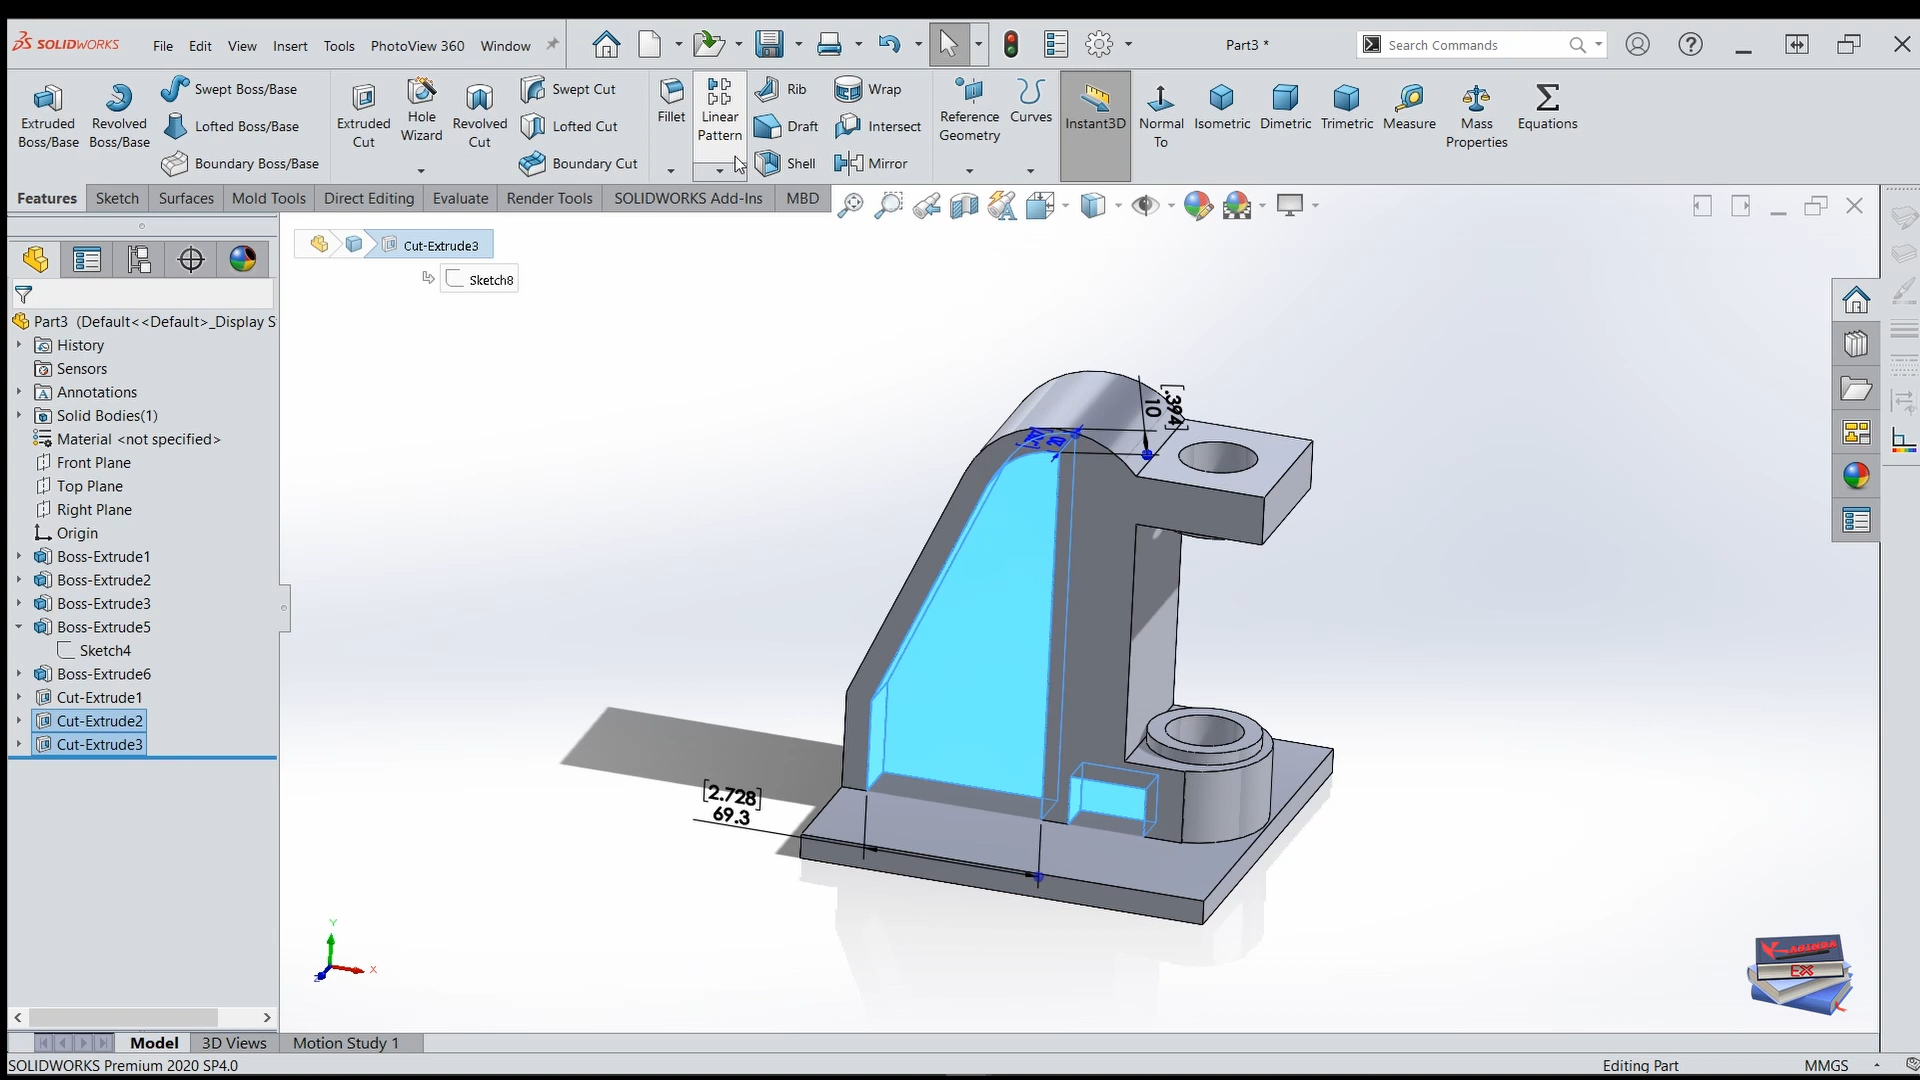 SOLIDWORKS
File Edit View Insert Tools PhotoView 360 Window
Part3 *
Search Commands
Extruded Boss/Base
Revolved Boss/Base
Swept Boss/Base
Lofted Boss/Base
Boundary Boss/Base
Extruded Cut
Hole Wizard
Revolved Cut
Swept Cut
Lofted Cut
Boundary Cut
Fillet
Linear Pattern
Rib
Draft
Shell
Wrap
Intersect
Mirror
Reference Geometry
Curves
Instant3D
Normal To
Isometric
Dimetric
Trimetric
Measure
Mass Properties
Equations
Features Sketch Surfaces Mold Tools Direct Editing Evaluate Render Tools SOLIDWORKS Add-Ins MBD
Cut-Extrude3
Sketch8
Part3 (Default<<Default>_Display S
History
Sensors
Annotations
Solid Bodies(1)
Material <not specified>
Front Plane
Top Plane
Right Plane
Origin
Boss-Extrude1
Boss-Extrude2
Boss-Extrude3
Boss-Extrude5
Sketch4
Boss-Extrude6
Cut-Extrude1
Cut-Extrude2
Cut-Extrude3
[.394]
10
[2.728]
69.3
Y
X
Z
EX
Model 3D Views Motion Study 1
SOLIDWORKS Premium 2020 SP4.0
Editing Part
MMGS